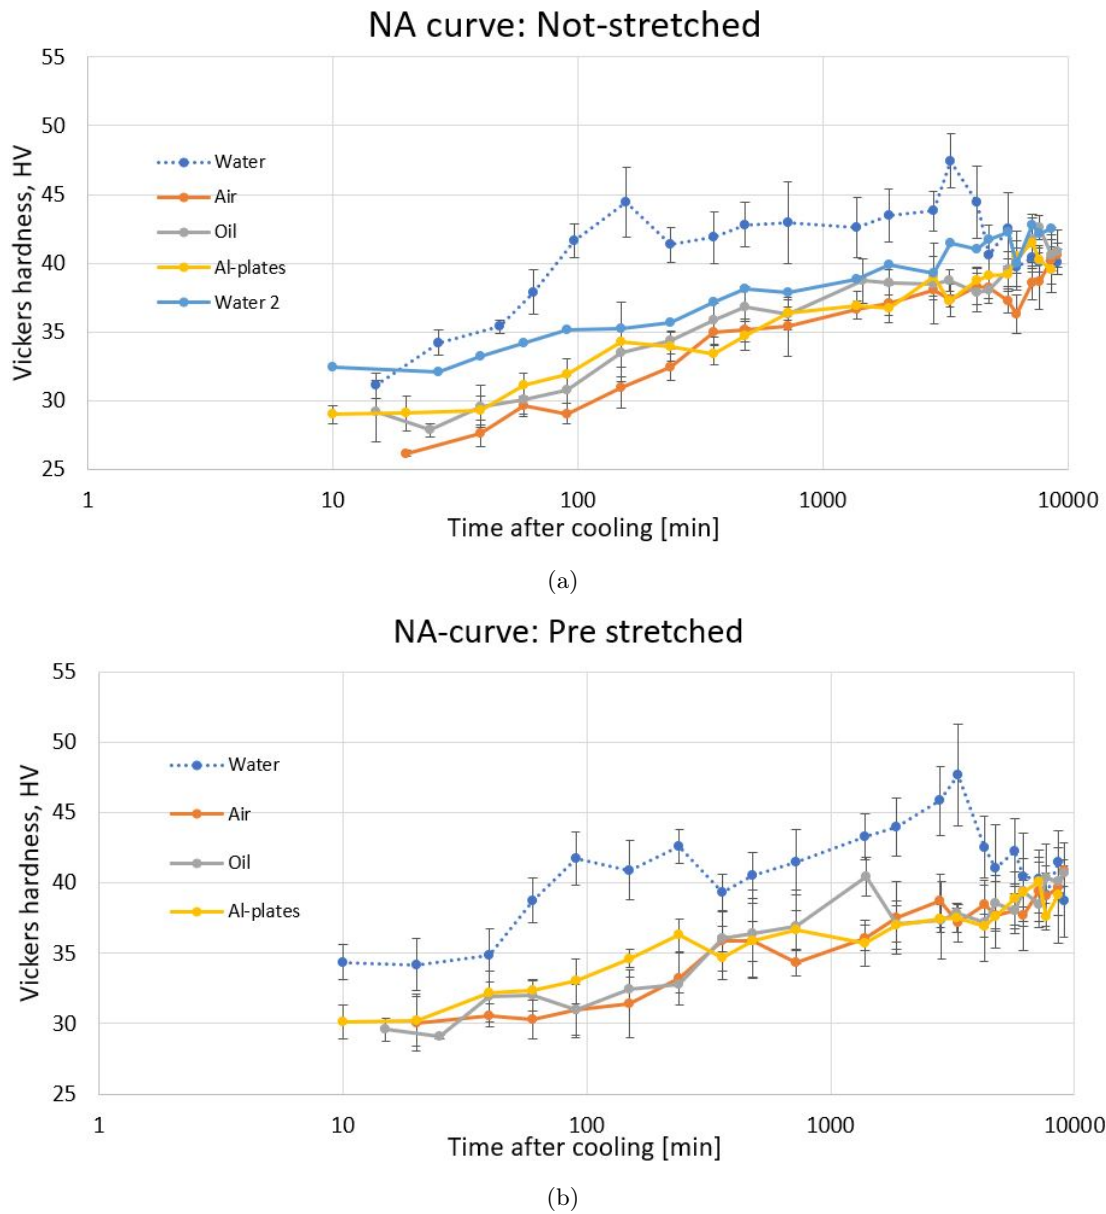 NA curve: Not-stretched
55
50
45
40
35
30
25
Vickers hardness, HV
Water
Air
Oil
Al-plates
Water 2
1 10 100 1000 10000
Time after cooling [min]
(a)
NA-curve: Pre stretched
55
50
45
40
35
30
25
Vickers hardness, HV
Water
Air
Oil
Al-plates
1 10 100 1000 10000
Time after cooling [min]
(b)